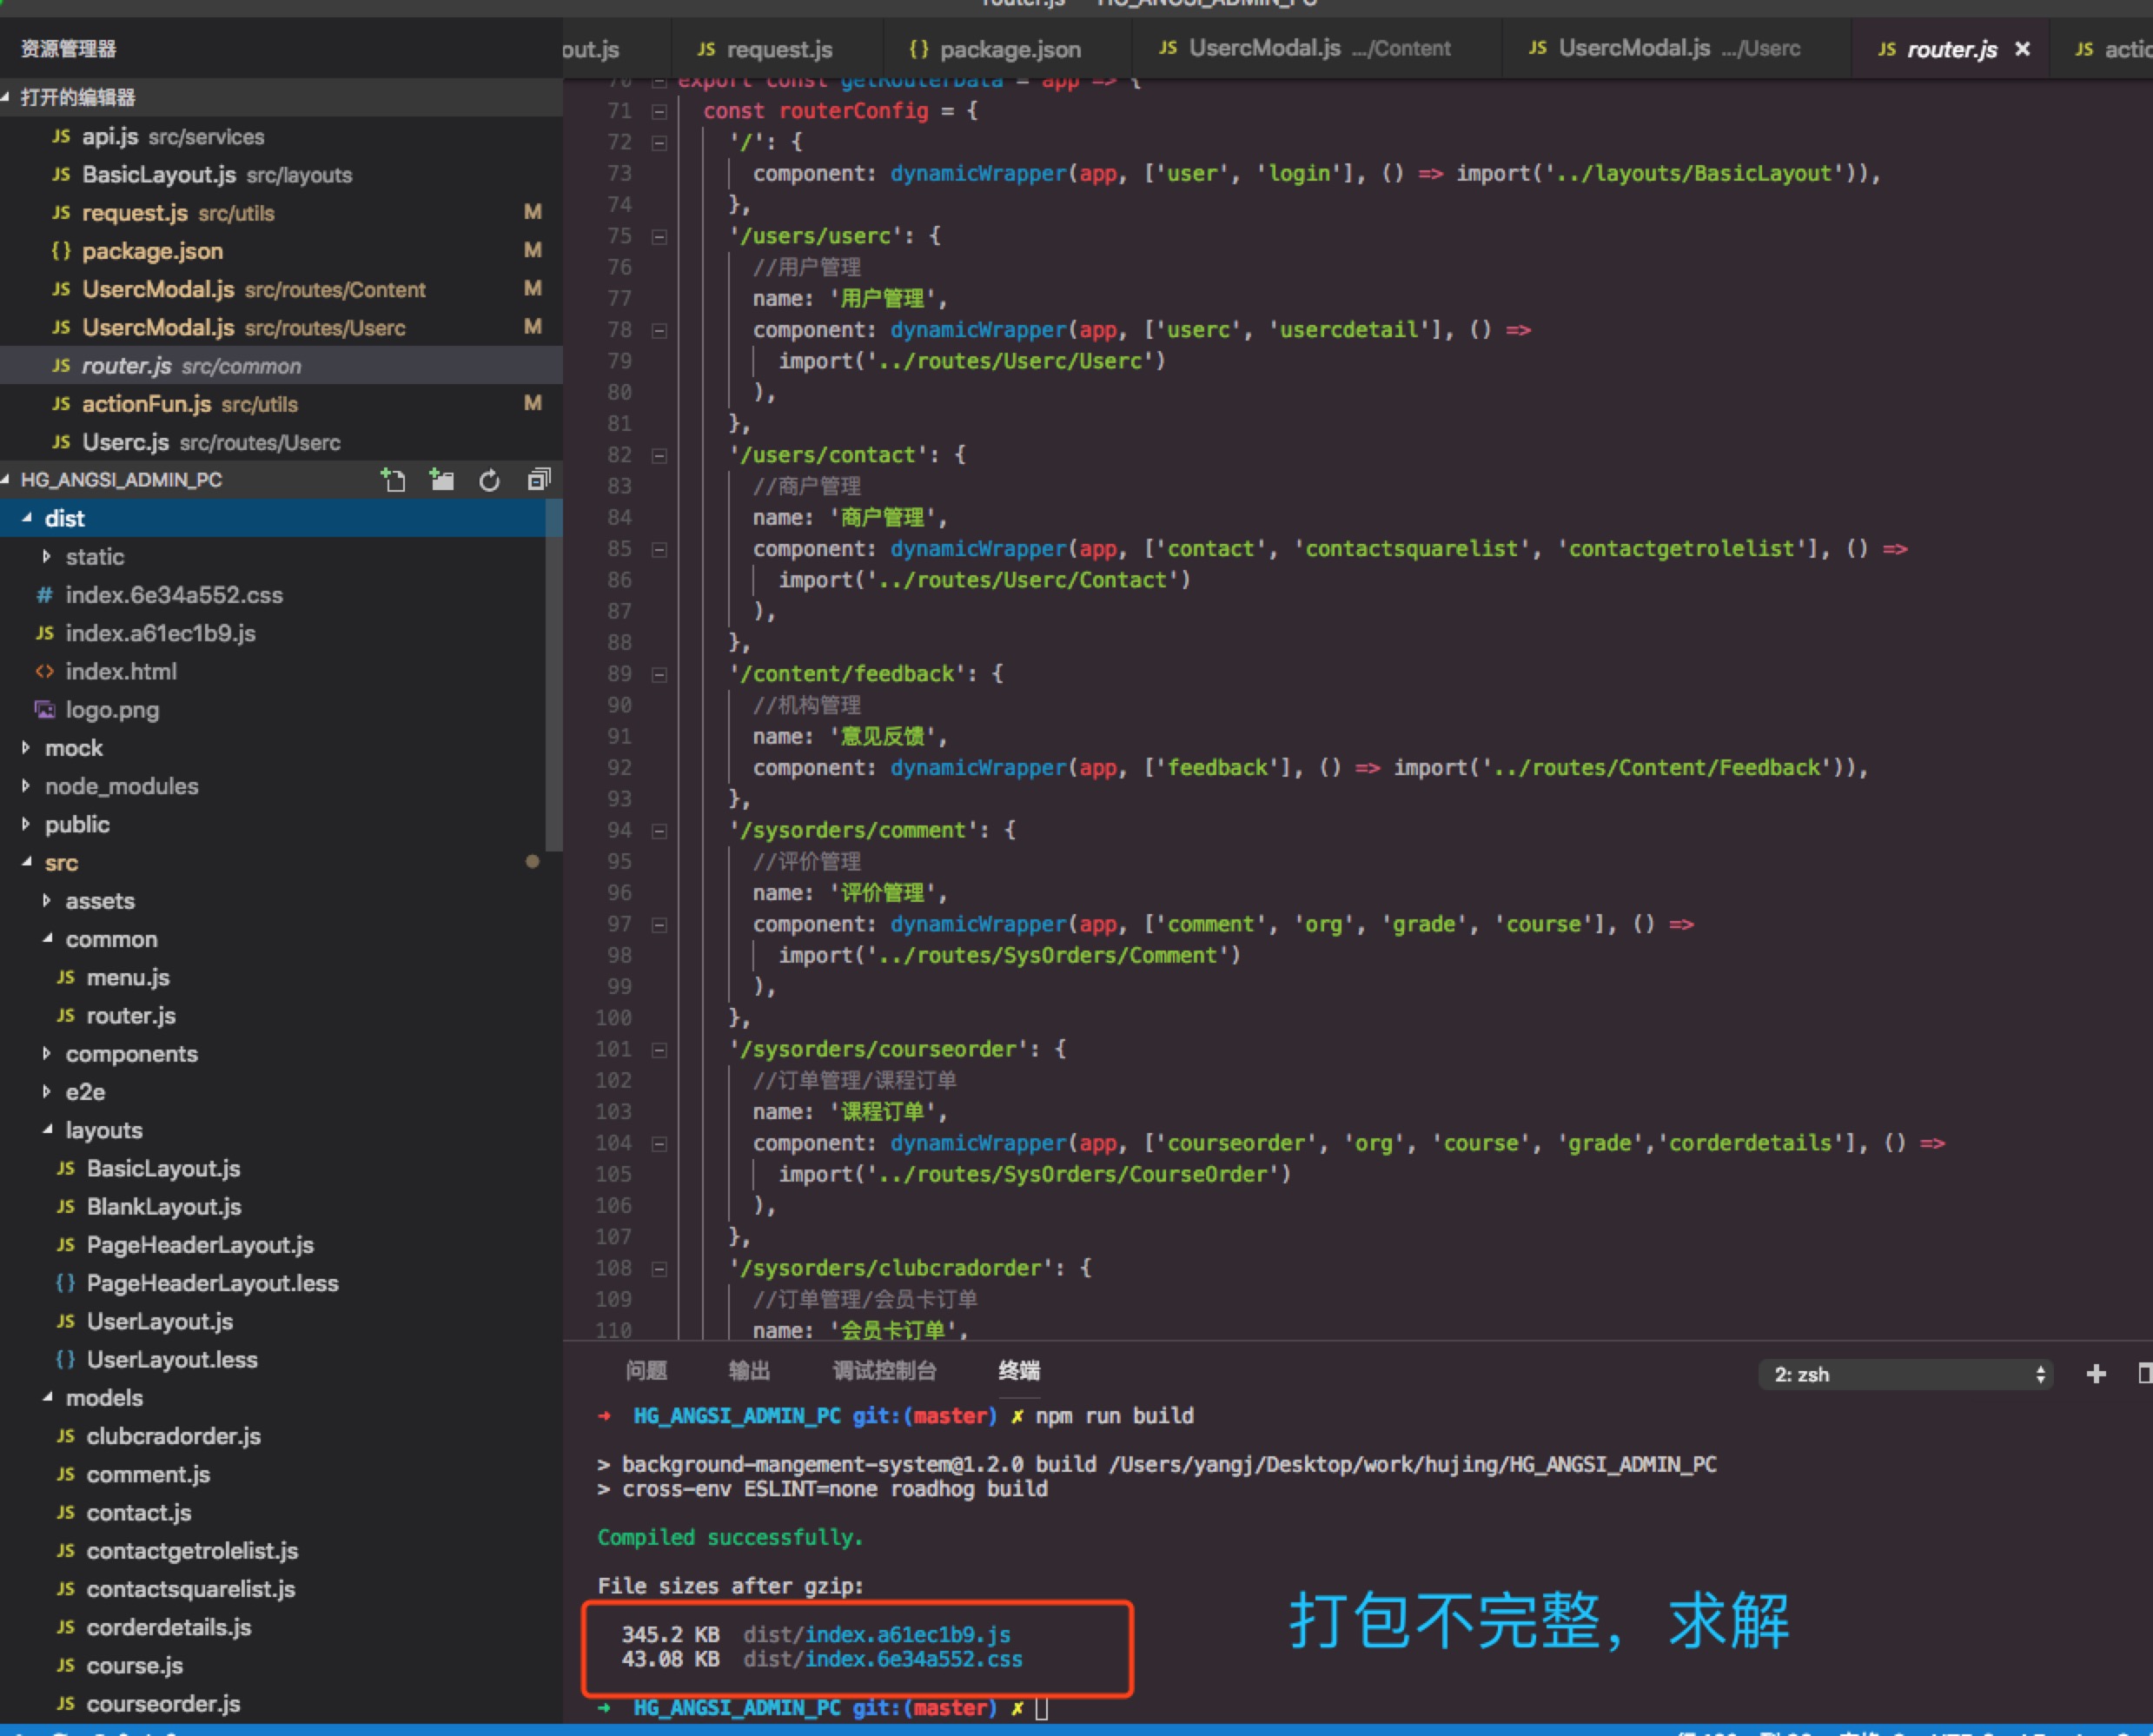 router.js — HG_ANGSI_ADMIN_PC
资源管理器
打开的编辑器
JS api.js src/services
JS BasicLayout.js src/layouts
JS request.js src/utils M
{} package.json M
JS UsercModal.js src/routes/Content M
JS UsercModal.js src/routes/Userc M
JS router.js src/common
JS actionFun.js src/utils M
JS Userc.js src/routes/Userc
HG_ANGSI_ADMIN_PC
dist
static
# index.6e34a552.css
JS index.a61ec1b9.js
<> index.html
logo.png
mock
node_modules
public
src
assets
common
JS menu.js
JS router.js
components
e2e
layouts
JS BasicLayout.js
JS BlankLayout.js
JS PageHeaderLayout.js
{} PageHeaderLayout.less
JS UserLayout.js
{} UserLayout.less
models
JS clubcradorder.js
JS comment.js
JS contact.js
JS contactgetrolelist.js
JS contactsquarelist.js
JS corderdetails.js
JS course.js
JS courseorder.js
out.js JS request.js {} package.json JS UsercModal.js .../Content JS UsercModal.js .../Userc JS router.js × JS actio
70 export const getRouterData = app => {
71 const routerConfig = {
72 '/': {
73 component: dynamicWrapper(app, ['user', 'login'], () => import('../layouts/BasicLayout')),
74 },
75 '/users/userc': {
76 //用户管理
77 name: '用户管理',
78 component: dynamicWrapper(app, ['userc', 'usercdetail'], () =>
79 import('../routes/Userc/Userc')
80 ),
81 },
82 '/users/contact': {
83 //商户管理
84 name: '商户管理',
85 component: dynamicWrapper(app, ['contact', 'contactsquarelist', 'contactgetrolelist'], () =>
86 import('../routes/Userc/Contact')
87 ),
88 },
89 '/content/feedback': {
90 //机构管理
91 name: '意见反馈',
92 component: dynamicWrapper(app, ['feedback'], () => import('../routes/Content/Feedback')),
93 },
94 '/sysorders/comment': {
95 //评价管理
96 name: '评价管理',
97 component: dynamicWrapper(app, ['comment', 'org', 'grade', 'course'], () =>
98 import('../routes/SysOrders/Comment')
99 ),
100 },
101 '/sysorders/courseorder': {
102 //订单管理/课程订单
103 name: '课程订单',
104 component: dynamicWrapper(app, ['courseorder', 'org', 'course', 'grade','corderdetails'], () =>
105 import('../routes/SysOrders/CourseOrder')
106 ),
107 },
108 '/sysorders/clubcradorder': {
109 //订单管理/会员卡订单
110 name: '会员卡订单',
问题 输出 调试控制台 终端 2: zsh
➜ HG_ANGSI_ADMIN_PC git:(master) ✗ npm run build
> background-mangement-system@1.2.0 build /Users/yangj/Desktop/work/hujing/HG_ANGSI_ADMIN_PC
> cross-env ESLINT=none roadhog build
Compiled successfully.
File sizes after gzip:
345.2 KB dist/index.a61ec1b9.js
43.08 KB dist/index.6e34a552.css
打包不完整，求解
➜ HG_ANGSI_ADMIN_PC git:(master) ✗